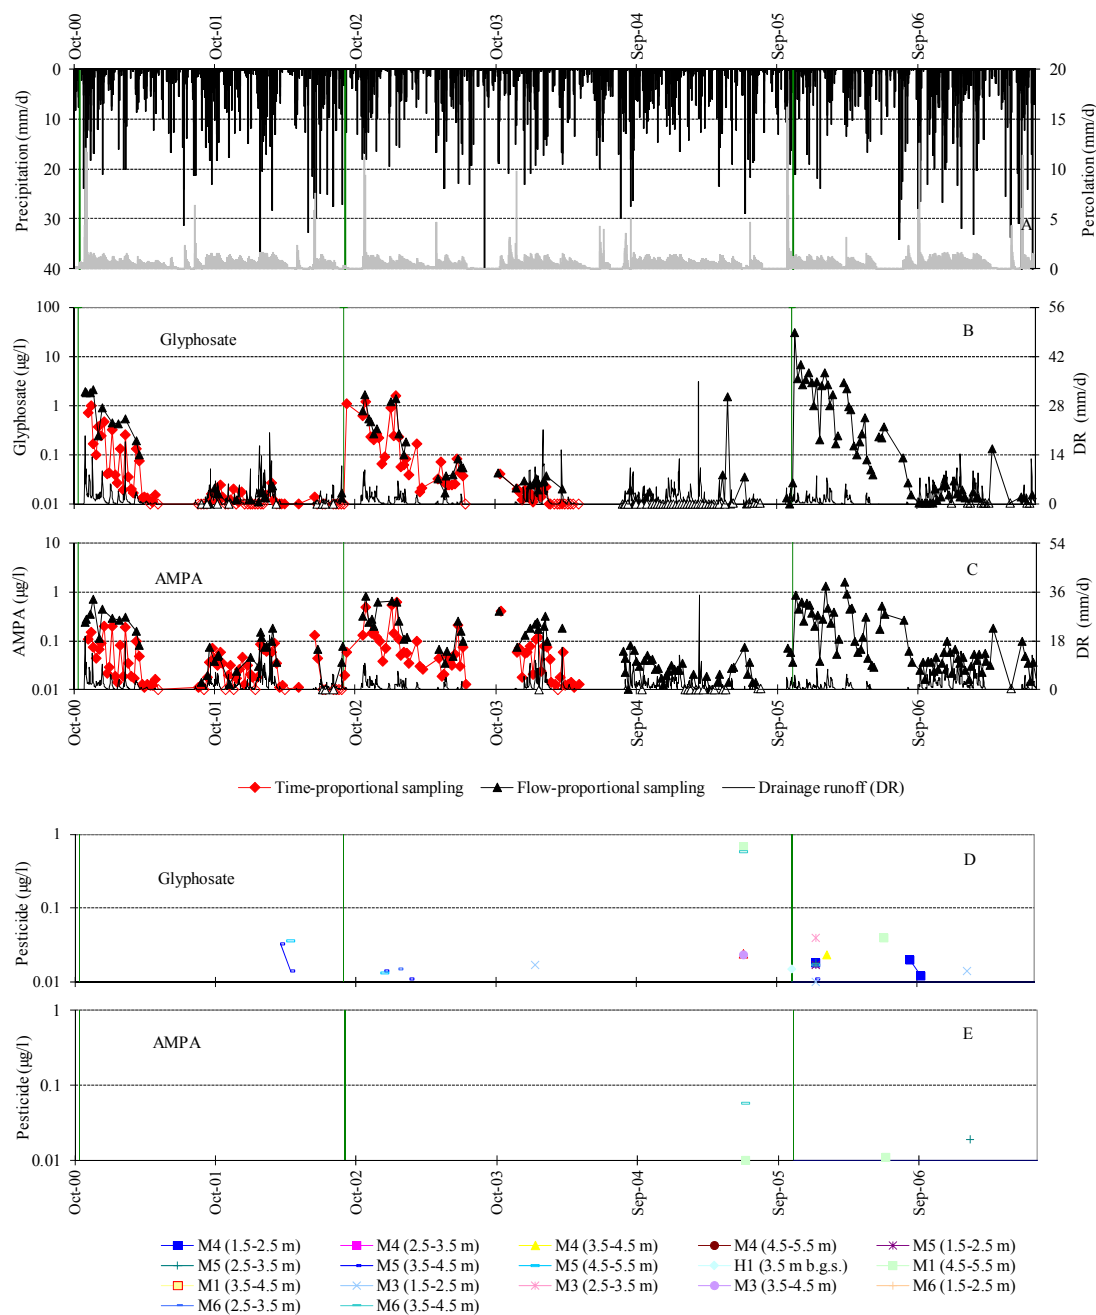 Oct-00 Oct-01 Oct-02 Oct-03 Sep-04 Sep-05 Sep-06
Precipitation (mm/d)
0
10
20
30
40
20
15
10
5
0
Percolation (mm/d)
A
Glyphosate (µg/l)
100
10
1
0.1
0.01
Glyphosate
B
56
42
28
14
0
DR (mm/d)
AMPA (µg/l)
10
1
0.1
0.01
AMPA
C
54
36
18
0
DR (mm/d)
Oct-00 Oct-01 Oct-02 Oct-03 Sep-04 Sep-05 Sep-06
Time-proportional sampling Flow-proportional sampling Drainage runoff (DR)
Pesticide (µg/l)
1
0.1
0.01
Glyphosate
D
Pesticide (µg/l)
1
0.1
0.01
AMPA
E
Oct-00 Oct-01 Oct-02 Oct-03 Sep-04 Sep-05 Sep-06
M4 (1.5-2.5 m) M4 (2.5-3.5 m) M4 (3.5-4.5 m) M4 (4.5-5.5 m) M5 (1.5-2.5 m)
M5 (2.5-3.5 m) M5 (3.5-4.5 m) M5 (4.5-5.5 m) H1 (3.5 m b.g.s.) M1 (4.5-5.5 m)
M1 (3.5-4.5 m) M3 (1.5-2.5 m) M3 (2.5-3.5 m) M3 (3.5-4.5 m) M6 (1.5-2.5 m)
M6 (2.5-3.5 m) M6 (3.5-4.5 m)